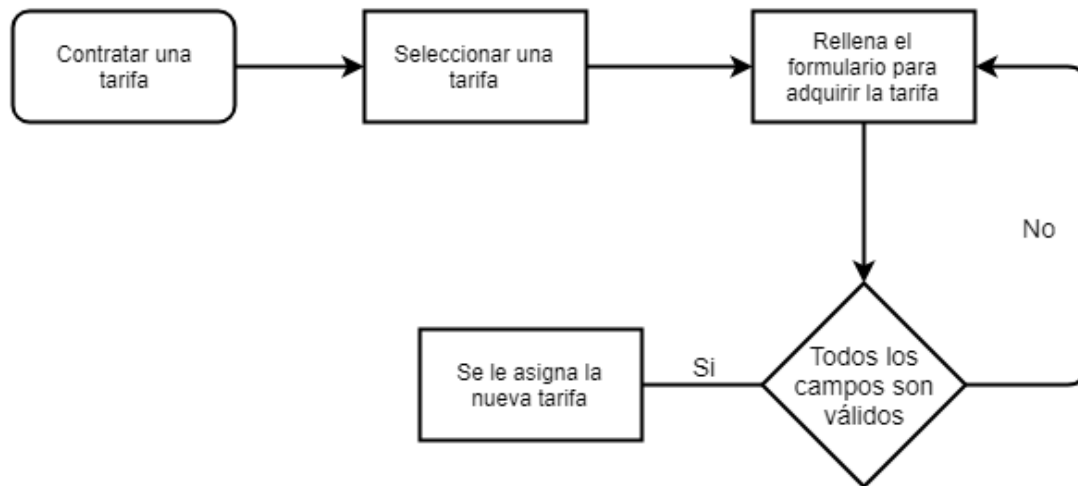 Contratar una
tarifa
Seleccionar una
tarifa
Rellena el
formulario para
adquirir la tarifa
No
Todos los
campos son
válidos
Si
Se le asigna la
nueva tarifa